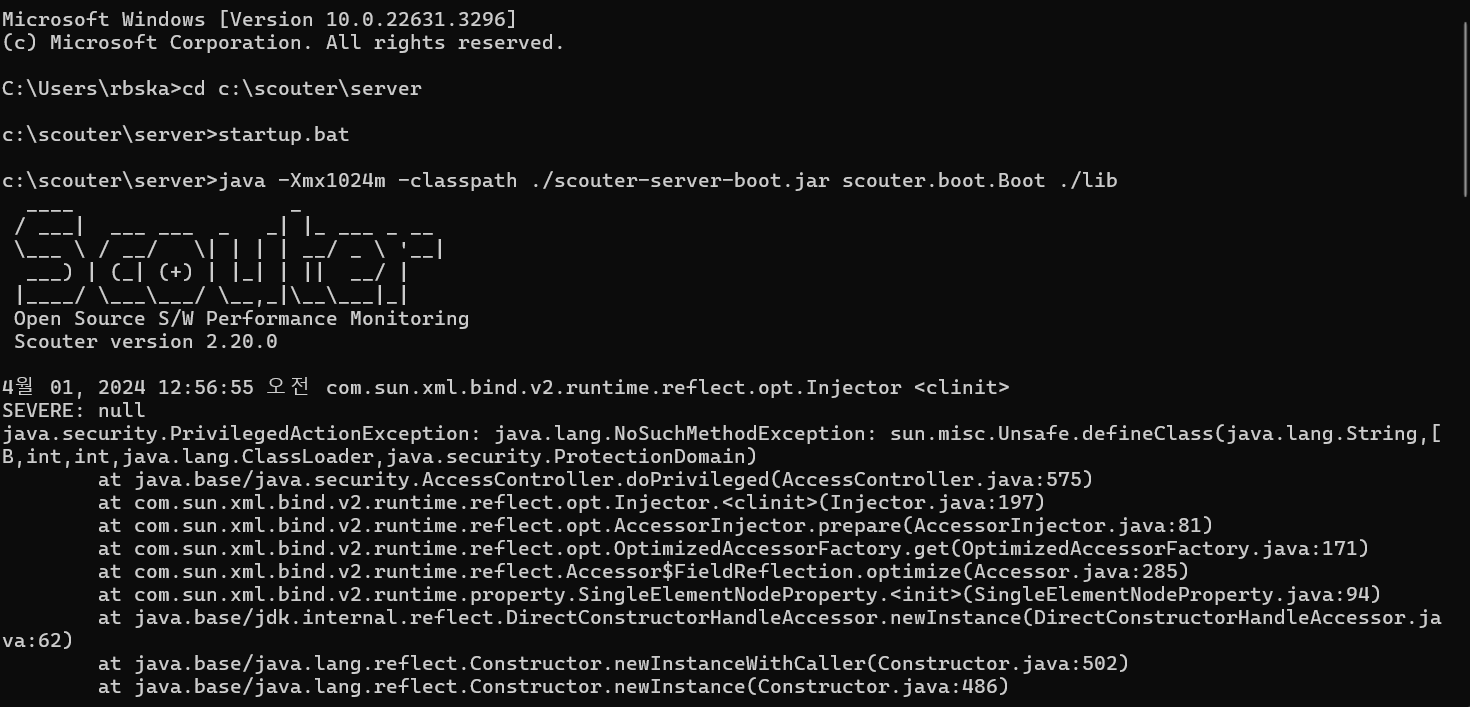 Microsoft Windows [Version 10.0.22631.3296]
(c) Microsoft Corporation. All rights reserved.
C:\Users\rbska>cd c:\scouter\server
c:\scouter\server>startup.bat
c:\scouter\server>java -Xmx1024m -classpath ./scouter-server-boot.jar scouter.boot.Boot ./lib
  ____                  _
 / ___|  ___ ___  _   _| |_ ___ _ __
 \___ \ / __/   \| | | | __/ _ \ '__|
  ___) | (_| (+) | |_| | ||  __/ |
 |____/ \___\___/ \__,_|\__\___|_|
 Open Source S/W Performance Monitoring
 Scouter version 2.20.0
4월 01, 2024 12:56:55 오전 com.sun.xml.bind.v2.runtime.reflect.opt.Injector <clinit>
SEVERE: null
java.security.PrivilegedActionException: java.lang.NoSuchMethodException: sun.misc.Unsafe.defineClass(java.lang.String,[
B,int,int,java.lang.ClassLoader,java.security.ProtectionDomain)
        at java.base/java.security.AccessController.doPrivileged(AccessController.java:575)
        at com.sun.xml.bind.v2.runtime.reflect.opt.Injector.<clinit>(Injector.java:197)
        at com.sun.xml.bind.v2.runtime.reflect.opt.AccessorInjector.prepare(AccessorInjector.java:81)
        at com.sun.xml.bind.v2.runtime.reflect.opt.OptimizedAccessorFactory.get(OptimizedAccessorFactory.java:171)
        at com.sun.xml.bind.v2.runtime.reflect.Accessor$FieldReflection.optimize(Accessor.java:285)
        at com.sun.xml.bind.v2.runtime.property.SingleElementNodeProperty.<init>(SingleElementNodeProperty.java:94)
        at java.base/jdk.internal.reflect.DirectConstructorHandleAccessor.newInstance(DirectConstructorHandleAccessor.ja
va:62)
        at java.base/java.lang.reflect.Constructor.newInstanceWithCaller(Constructor.java:502)
        at java.base/java.lang.reflect.Constructor.newInstance(Constructor.java:486)